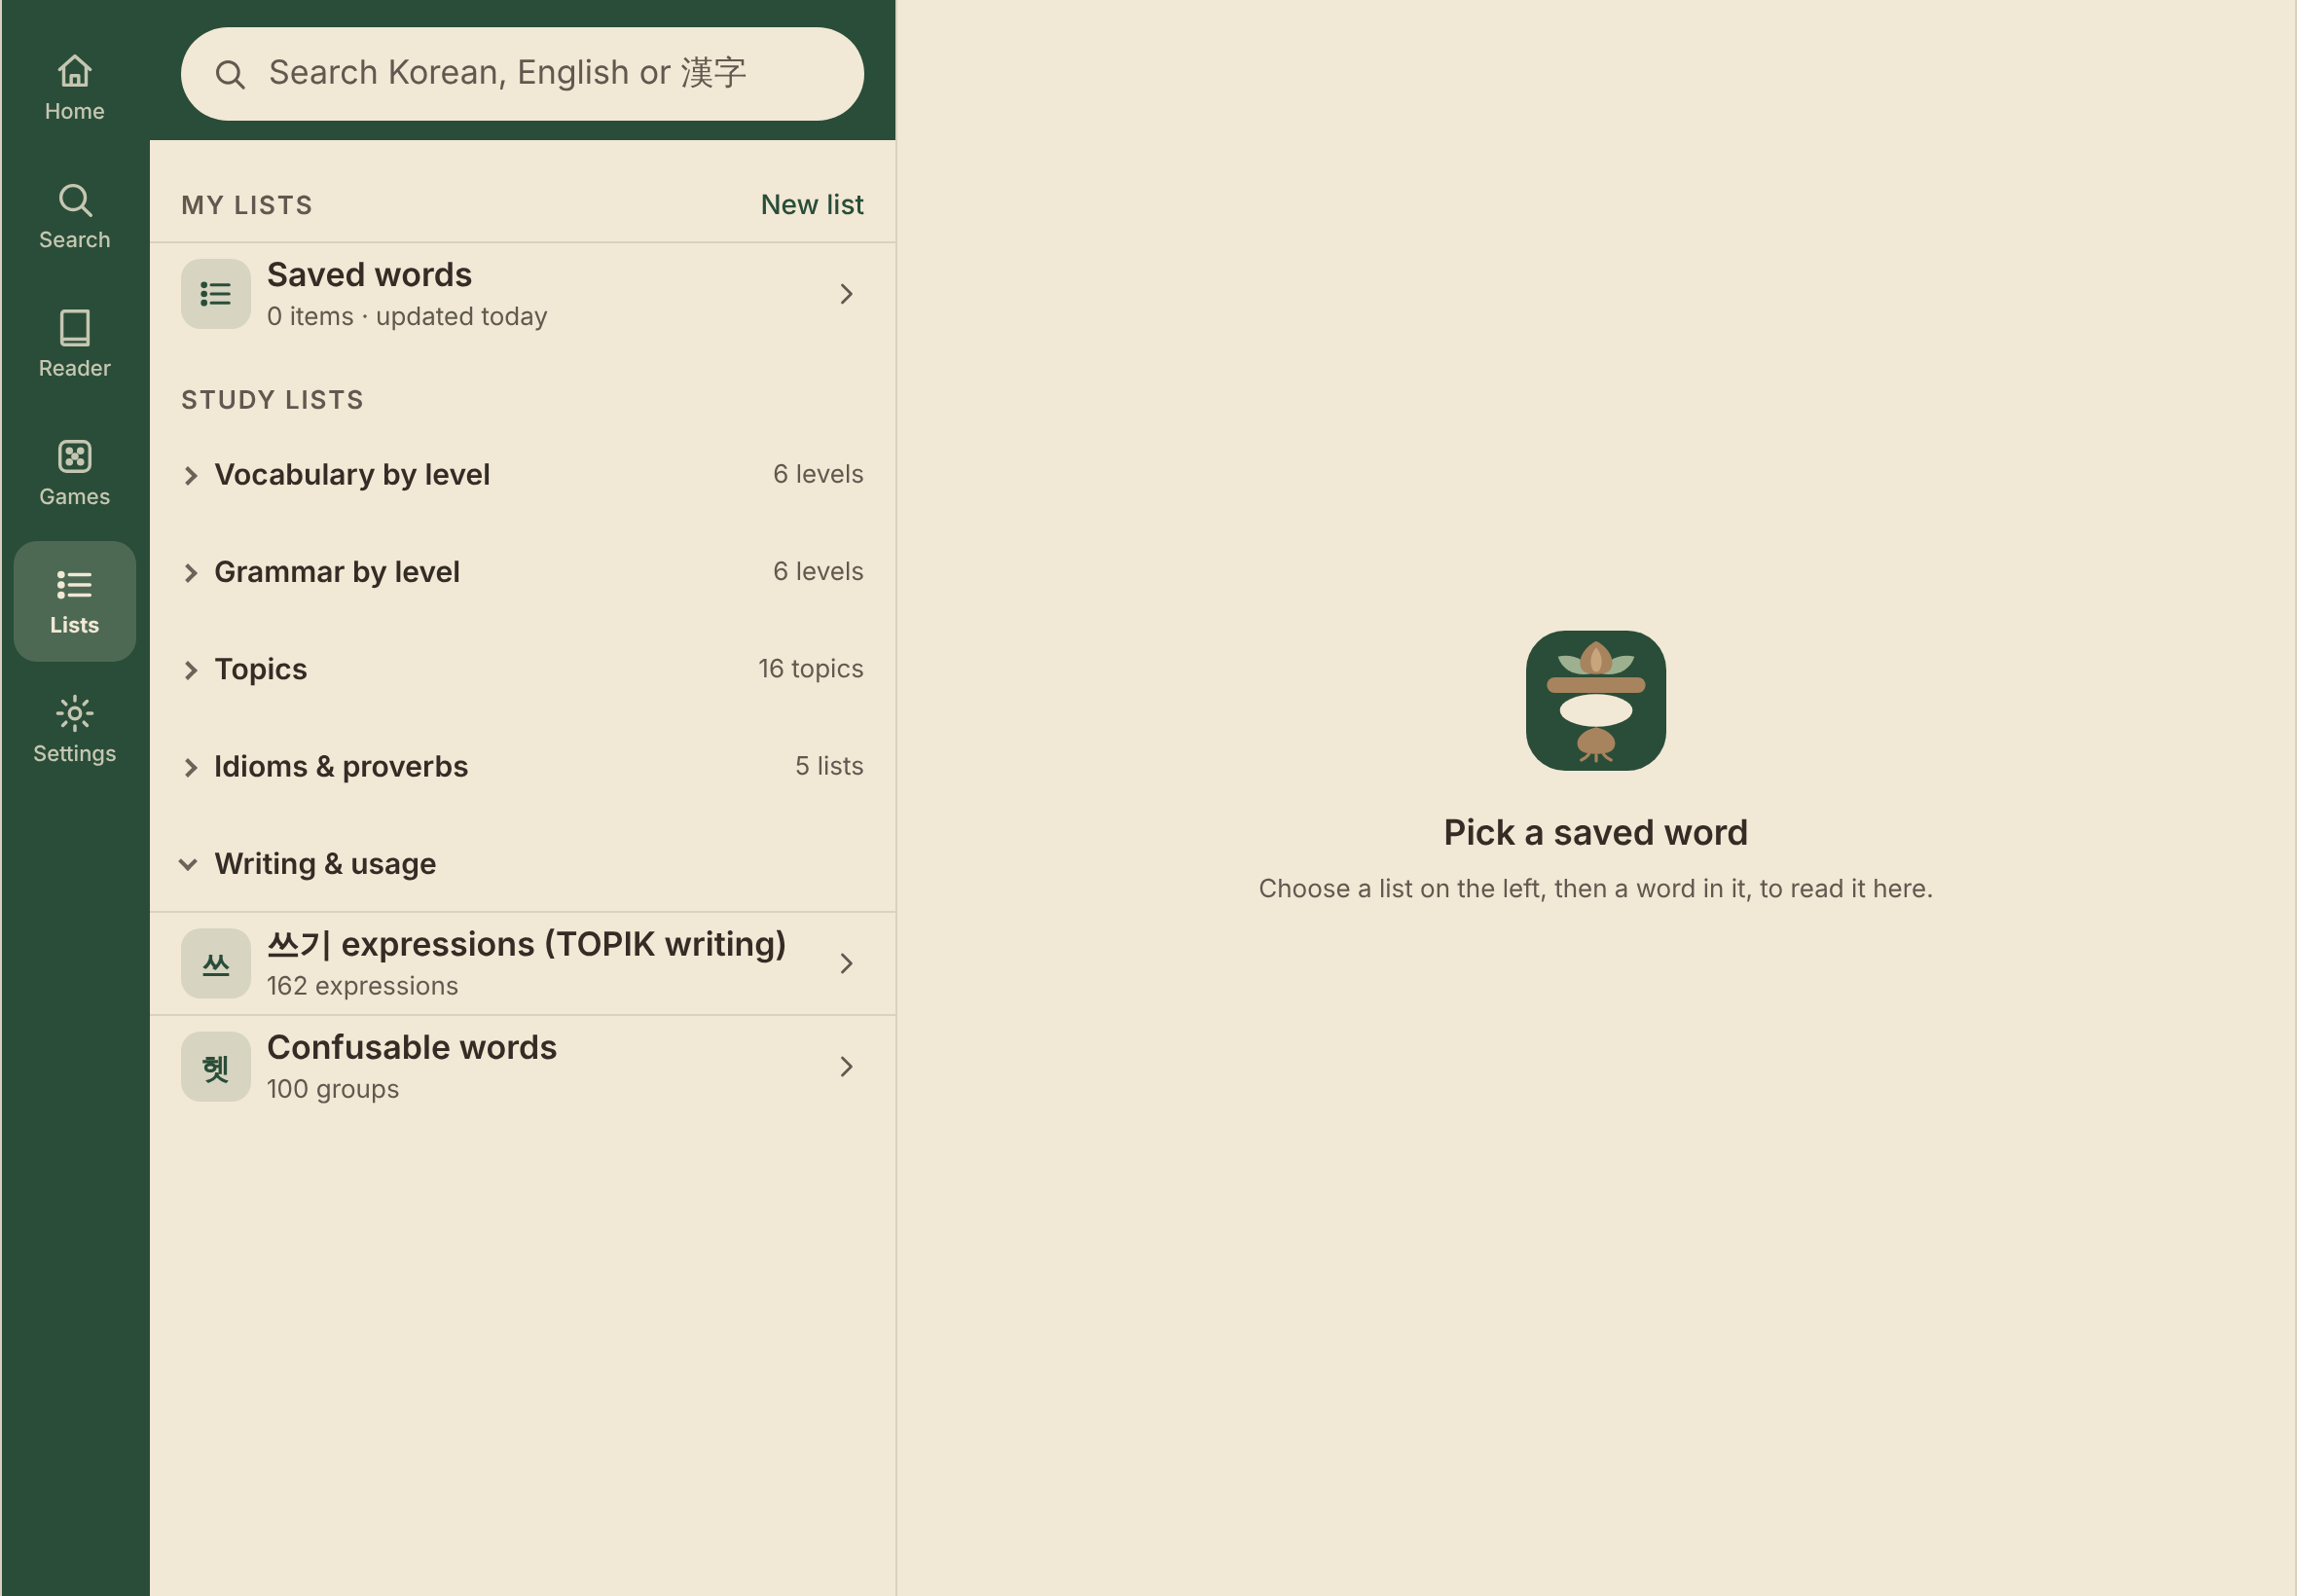 Home
Search
Reader
Games
Lists
Settings
Search Korean, English or 漢字
MY LISTS
New list
Saved words
0 items · updated today
STUDY LISTS
Vocabulary by level
6 levels
Grammar by level
6 levels
Topics
16 topics
Idioms & proverbs
5 lists
Writing & usage
쓰
쓰기 expressions (TOPIK writing)
162 expressions
헷
Confusable words
100 groups
Pick a saved word
Choose a list on the left, then a word in it, to read it here.